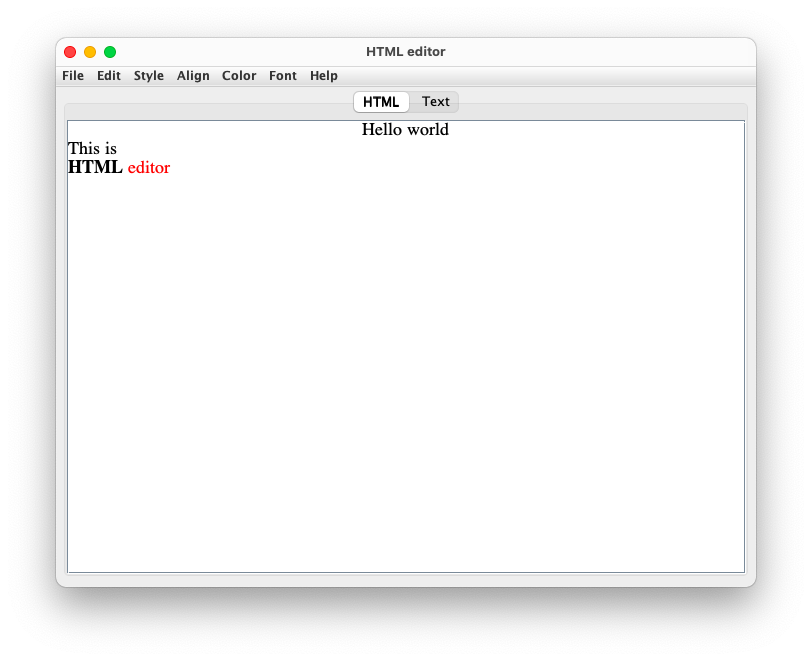 HTML editor
File Edit Style Align Color Font Help
HTML Text
Hello world
This is
HTML editor